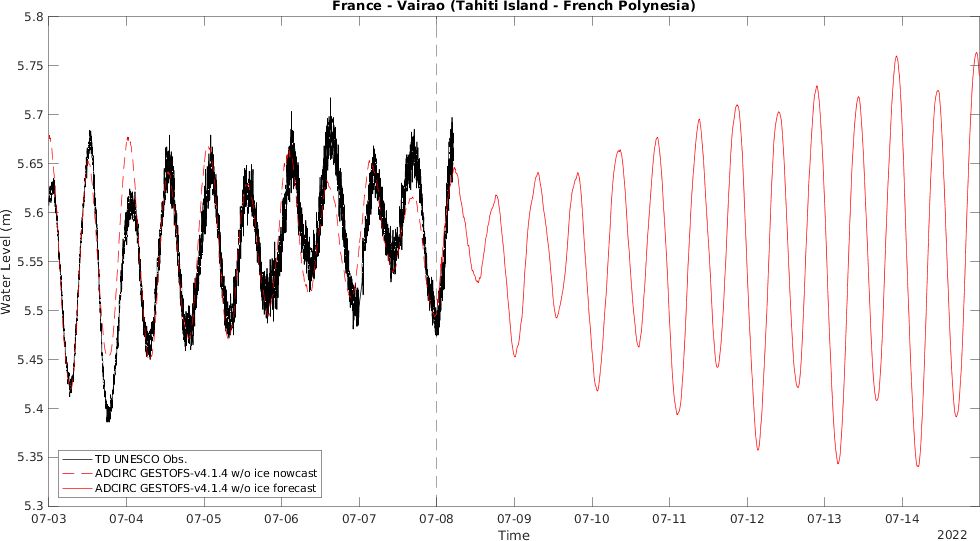 France - Vairao (Tahiti Island - French Polynesia)
5.8
5.75
5.7
5.65
5.6
5.55
5.5
5.45
5.4
5.35
5.3
Water Level (m)
TD UNESCO Obs.
ADCIRC GESTOFS-v4.1.4 w/o ice nowcast
ADCIRC GESTOFS-v4.1.4 w/o ice forecast
07-03 07-04 07-05 07-06 07-07 07-08 07-09 07-10 07-11 07-12 07-13 07-14
Time
2022